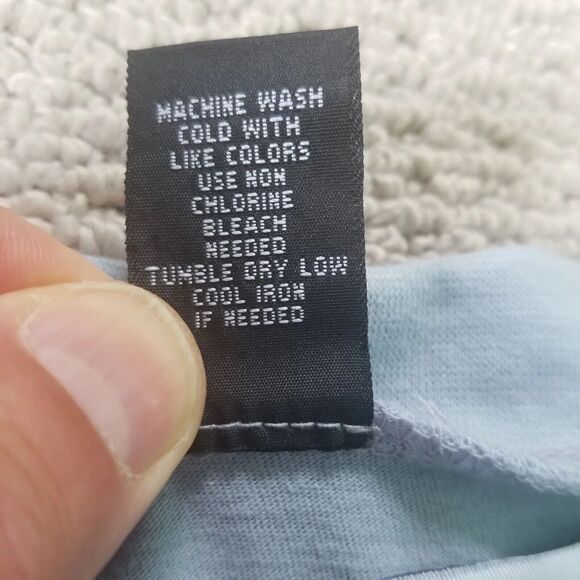 MACHINE WASH
COLD WITH
LIKE COLORS
USE NON
CHLORINE
BLEACH
NEEDED
TUMBLE DRY LOW
COOL IRON
IF NEEDED